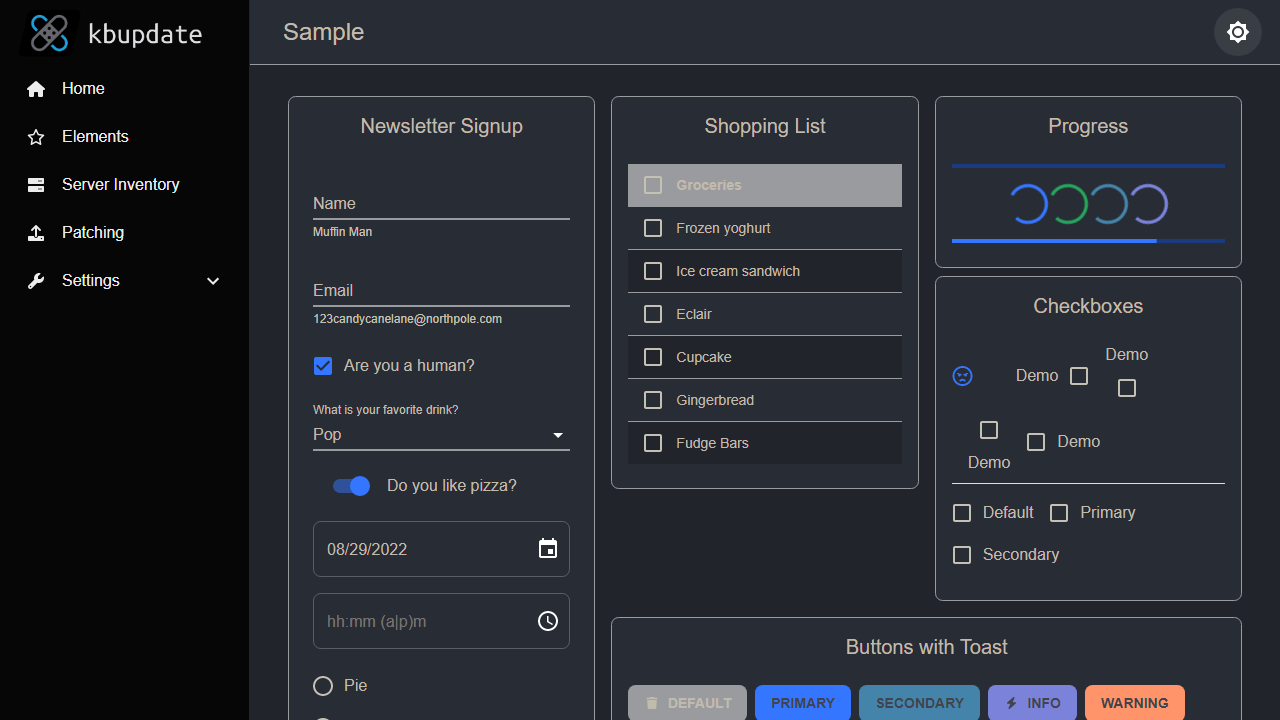 kbupdate
Home
Elements
Server Inventory
Patching
Settings
Sample
Newsletter Signup
Name
Muffin Man
Email
123candycanelane@northpole.com
Are you a human?
What is your favorite drink?
Pop
Do you like pizza?
08/29/2022
hh:mm (a|p)m
Pie
Shopping List
Groceries
Frozen yoghurt
Ice cream sandwich
Eclair
Cupcake
Gingerbread
Fudge Bars
Progress
Checkboxes
Demo
Demo
Demo
Demo
Default
Primary
Secondary
Buttons with Toast
DEFAULT
PRIMARY
SECONDARY
INFO
WARNING